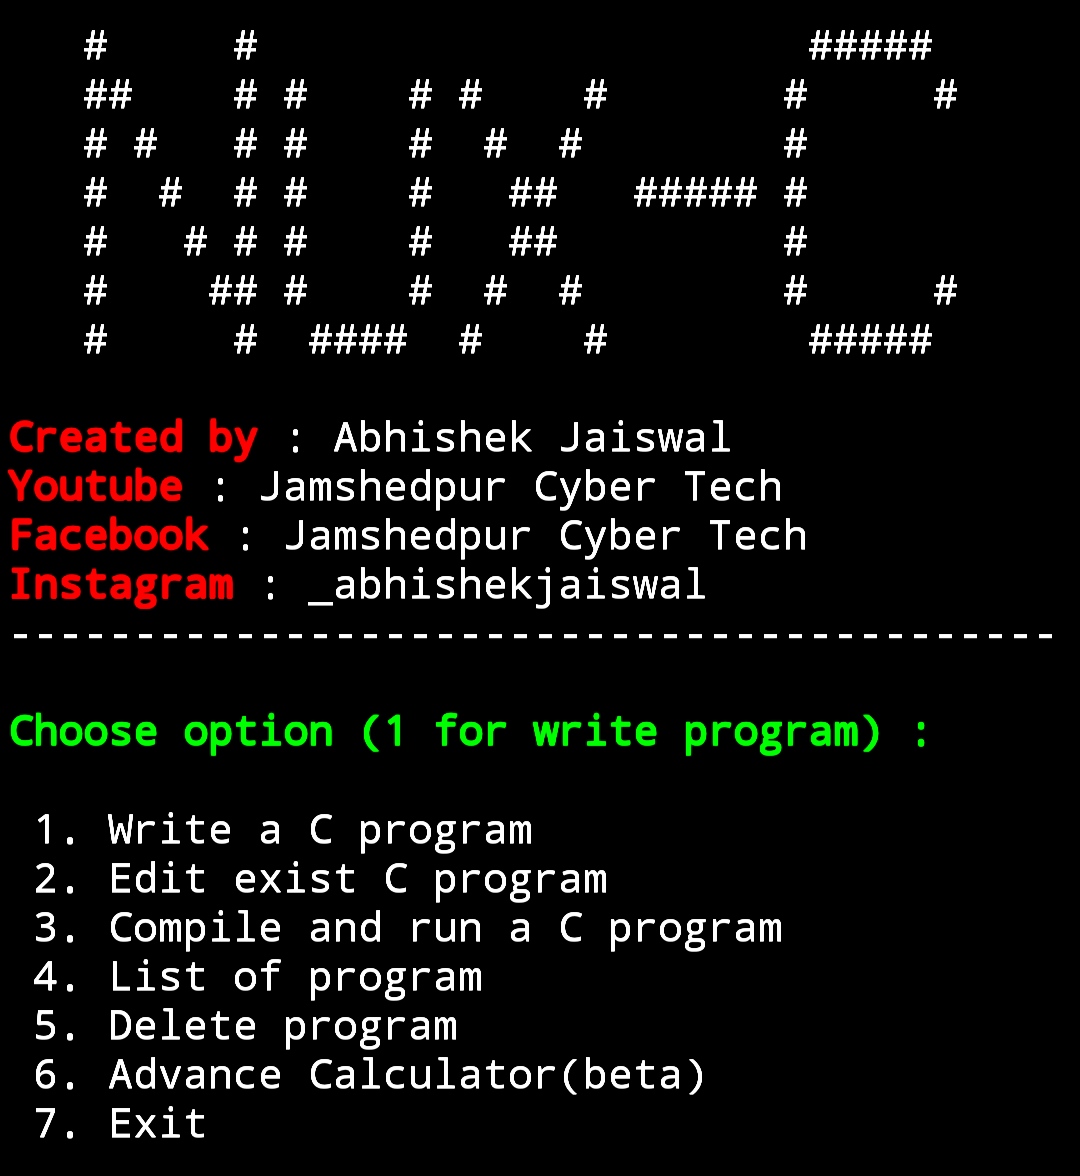 Nux-C
Created by : Abhishek Jaiswal
Youtube : Jamshedpur Cyber Tech
Facebook : Jamshedpur Cyber Tech
Instagram : _abhishekjaiswal
------------------------------------------
Choose option (1 for write program) :
1. Write a C program
2. Edit exist C program
3. Compile and run a C program
4. List of program
5. Delete program
6. Advance Calculator(beta)
7. Exit